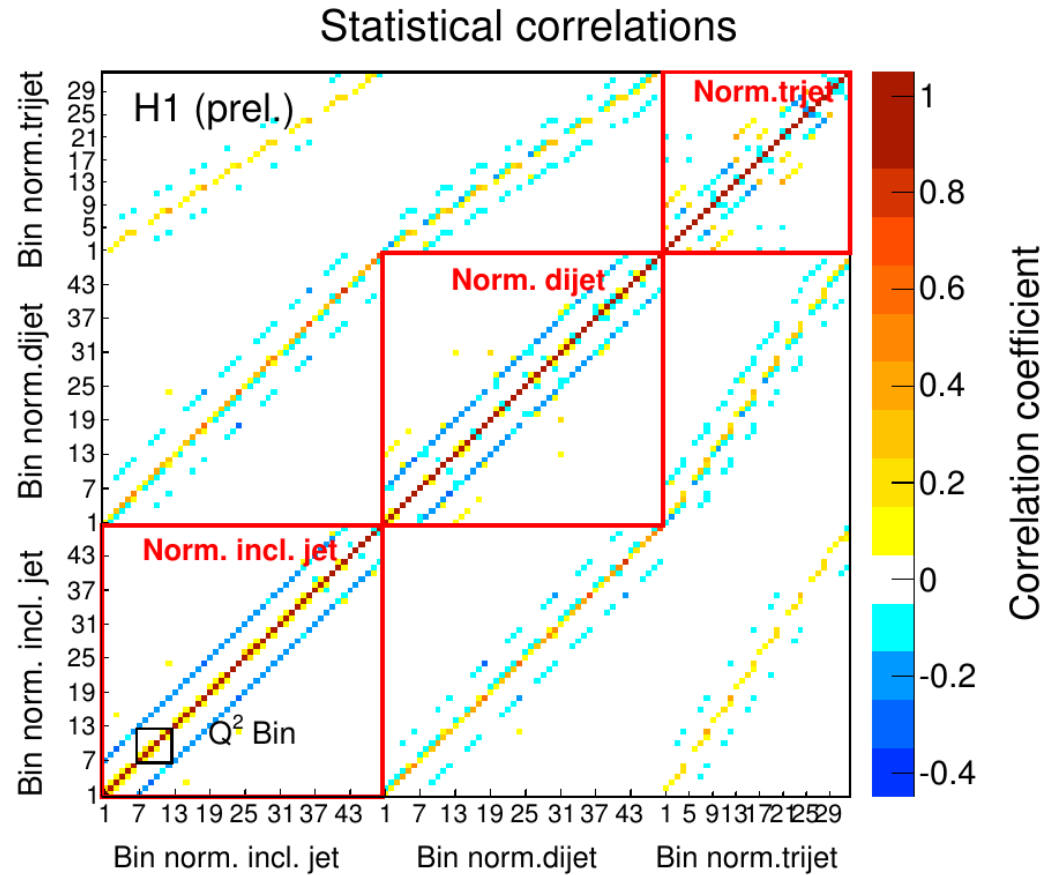 Statistical correlations
H1 (prel.)
Norm.trjet
Norm. dijet
Norm. incl. jet
Q² Bin
Bin norm.trijet
29
25
21
17
13
9
5
1
Bin norm.dijet
43
37
31
25
19
13
7
1
Bin norm. incl. jet
43
37
31
25
19
13
7
1
1 7 13 19 25 31 37 43 1 7 13 19 25 31 37 43 1 5 9 13 17 21 25 29
Bin norm. incl. jet Bin norm.dijet Bin norm.trijet
1
0.8
0.6
0.4
0.2
0
-0.2
-0.4
Correlation coefficient